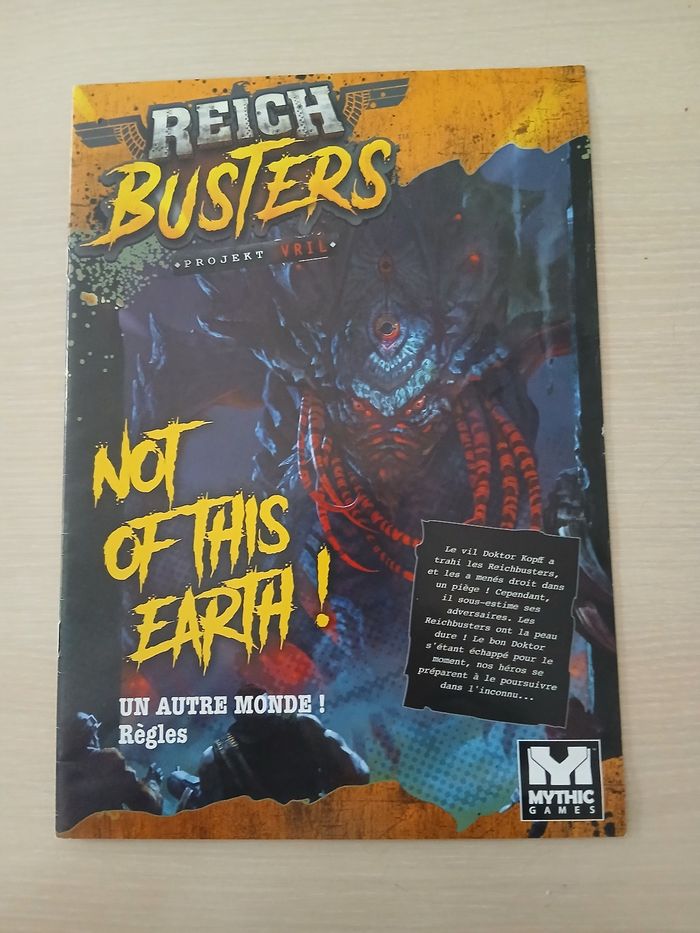 REICH
BUSTERS
PROJEKT VRIL
NOT
OF THIS
EARTH !
Le vil Doktor Kopff a
trahi les Reichbusters,
et les a menés droit dans
un piège ! Cependant,
il sous-estime ses
adversaires. Les
Reichbusters ont la peau
dure ! Le bon Doktor
s'étant échappé pour le
moment, nos héros se
préparent à le poursuivre
dans l'inconnu...
UN AUTRE MONDE !
Règles
MYTHIC
GAMES